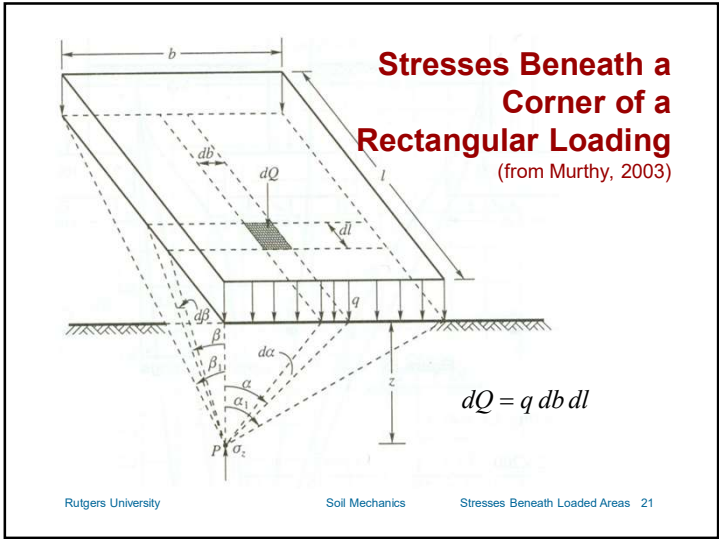 Stresses Beneath a
Corner of a
Rectangular Loading
(from Murthy, 2003)
b
l
db
dQ
dl
q
dβ
β
β₁
dα
α
α₁
z
P
σz
dQ = q db dl
Rutgers University Soil Mechanics Stresses Beneath Loaded Areas 21